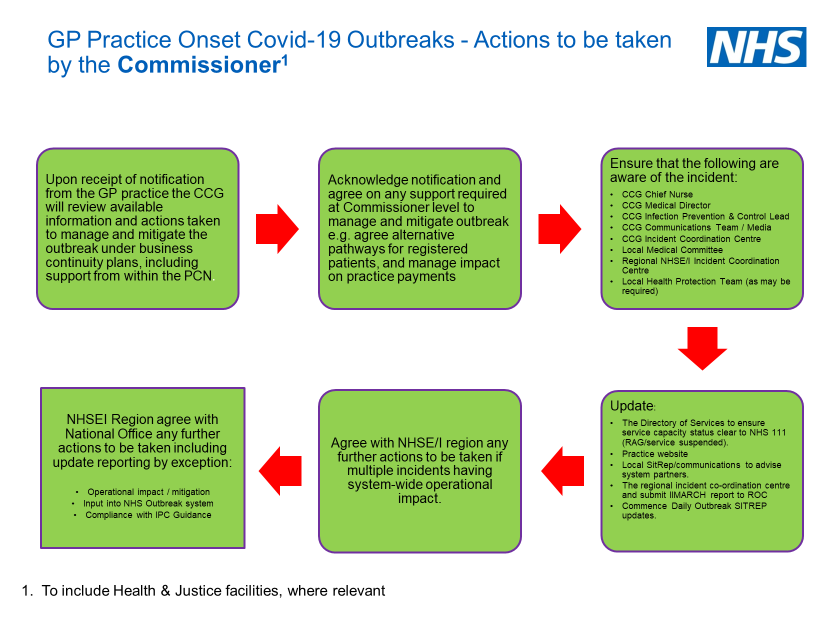 GP Practice Onset Covid-19 Outbreaks - Actions to be taken
by the Commissioner1
NHS
Upon receipt of notification
from the GP practice the CCG
will review available
information and actions taken
to manage and mitigate the
outbreak under business
continuity plans, including
support from within the PCN.
Acknowledge notification and
agree on any support required
at Commissioner level to
manage and mitigate outbreak
e.g. agree alternative
pathways for registered
patients, and manage impact
on practice payments
Ensure that the following are
aware of the incident:
• CCG Chief Nurse
• CCG Medical Director
• CCG Infection Prevention & Control Lead
• CCG Communications Team / Media
• CCG Incident Coordination Centre
• Local Medical Committee
• Regional NHSE/I Incident Coordination
Centre
• Local Health Protection Team (as may be
required)
Update:
• The Directory of Services to ensure
service capacity status clear to NHS 111
(RAG/service suspended).
• Practice website
• Local SitRep/communications to advise
system partners.
• The regional incident co-ordination centre
and submit IIMARCH report to ROC
• Commence Daily Outbreak SITREP
updates.
Agree with NHSE/I region any
further actions to be taken if
multiple incidents having
system-wide operational
impact.
NHSEI Region agree with
National Office any further
actions to be taken including
update reporting by exception:
• Operational impact / mitigation
• Input into NHS Outbreak system
• Compliance with IPC Guidance
1. To include Health & Justice facilities, where relevant